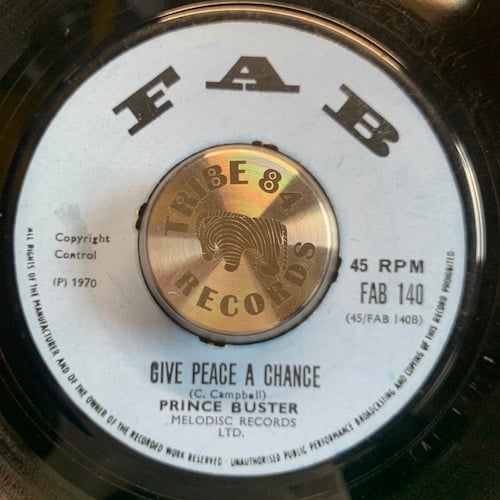 FAB
TRIBE 84
RECORDS
Copyright
Control
(P) 1970
45 RPM
FAB 140
(45/FAB. 140B)
GIVE PEACE A CHANCE
(C. Campbell)
PRINCE BUSTER
MELODISC RECORDS
LTD.
ALL RIGHTS OF THE MANUFACTURER AND OF THE OWNER OF THE RECORDED WORK RESERVED · UNAUTHORISED PUBLIC PERFORMANCE BROADCASTING AND COPYING OF THIS RECORD PROHIBITED